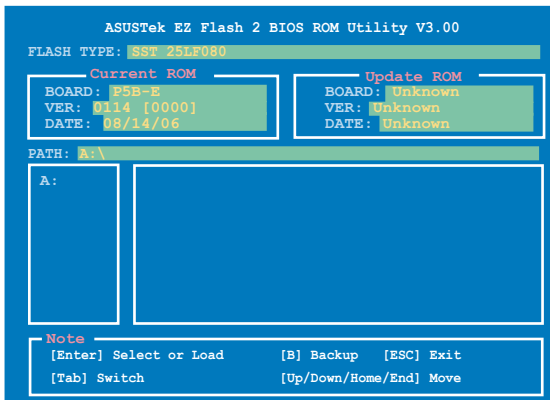 ASUSTek EZ Flash 2 BIOS ROM Utility V3.00
FLASH TYPE: SST 25LF080
Current ROM
BOARD: P5B-E
VER: 0114 [0000]
DATE: 08/14/06
Update ROM
BOARD: Unknown
VER: Unknown
DATE: Unknown
PATH: A:\
A:
Note
[Enter] Select or Load [B] Backup [ESC] Exit
[Tab] Switch [Up/Down/Home/End] Move